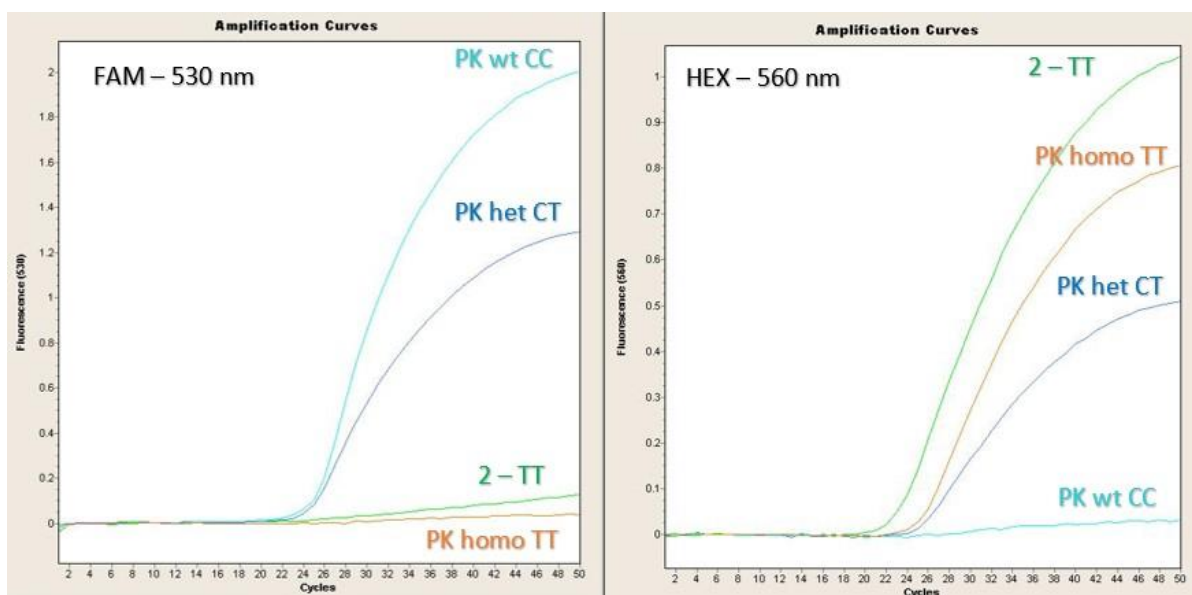 Amplification Curves
FAM – 530 nm
PK wt CC
PK het CT
2 – TT
PK homo TT
Fluorescence (530)
2
1.8
1.6
1.4
1.2
1
0.8
0.6
0.4
0.2
0
2 4 6 8 10 12 14 16 18 20 22 24 26 28 30 32 34 36 38 40 42 44 46 48 50
Cycles
Amplification Curves
HEX – 560 nm
2 – TT
PK homo TT
PK het CT
PK wt CC
Fluorescence (560)
1
0.9
0.8
0.7
0.6
0.5
0.4
0.3
0.2
0.1
0
2 4 6 8 10 12 14 16 18 20 22 24 26 28 30 32 34 36 38 40 42 44 46 48 50
Cycles